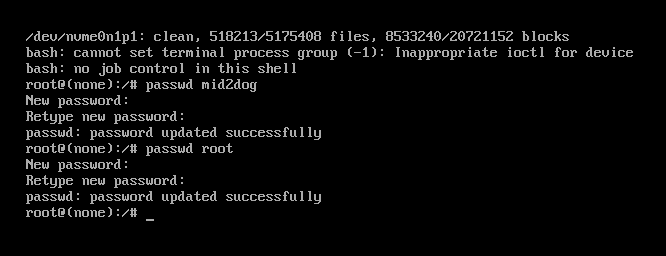 /dev/nvme0n1p1: clean, 518213/5175408 files, 8533240/20721152 blocks
bash: cannot set terminal process group (-1): Inappropriate ioctl for device
bash: no job control in this shell
root@(none):/# passwd mid2dog
New password:
Retype new password:
passwd: password updated successfully
root@(none):/# passwd root
New password:
Retype new password:
passwd: password updated successfully
root@(none):/# _